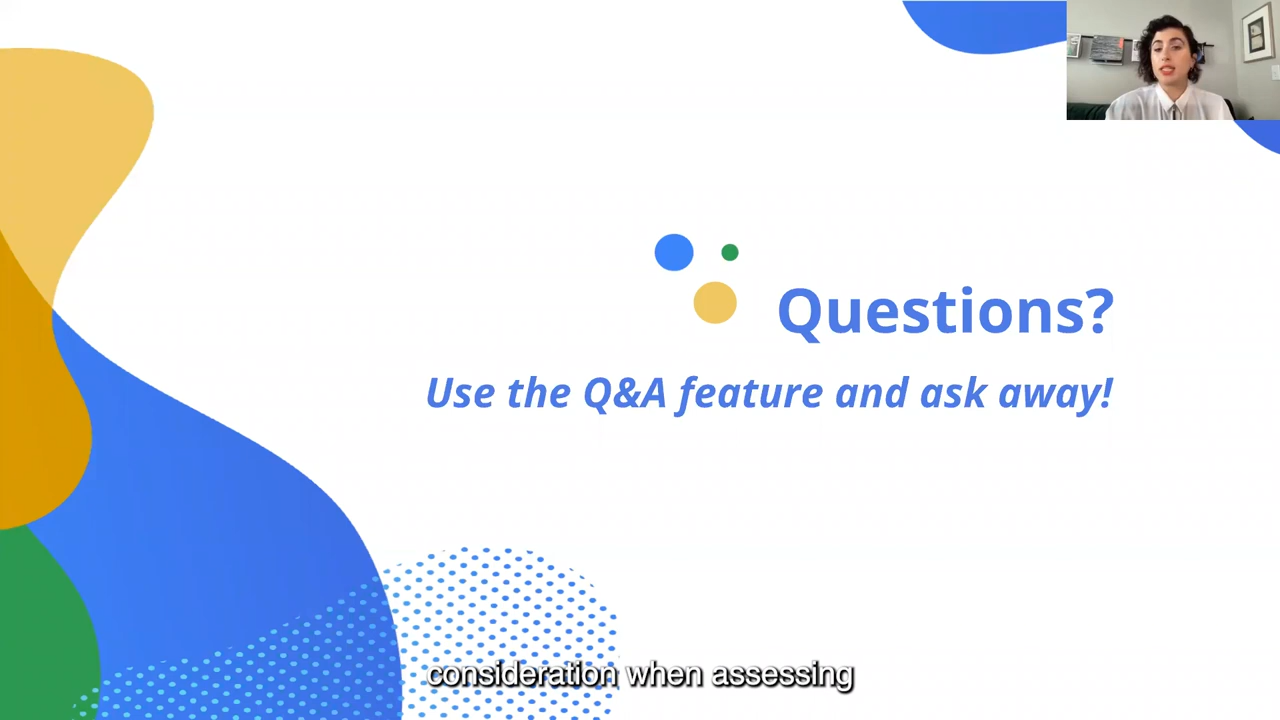 Questions?
Use the Q&A feature and ask away!
consideration when assessing